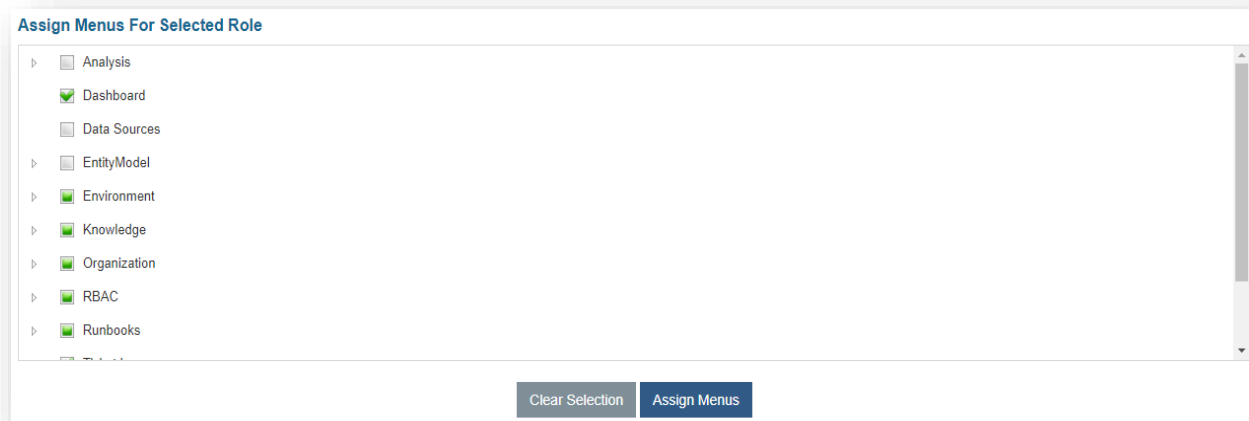 Assign Menus For Selected Role
Analysis
Dashboard
Data Sources
EntityModel
Environment
Knowledge
Organization
RBAC
Runbooks
Clear Selection Assign Menus